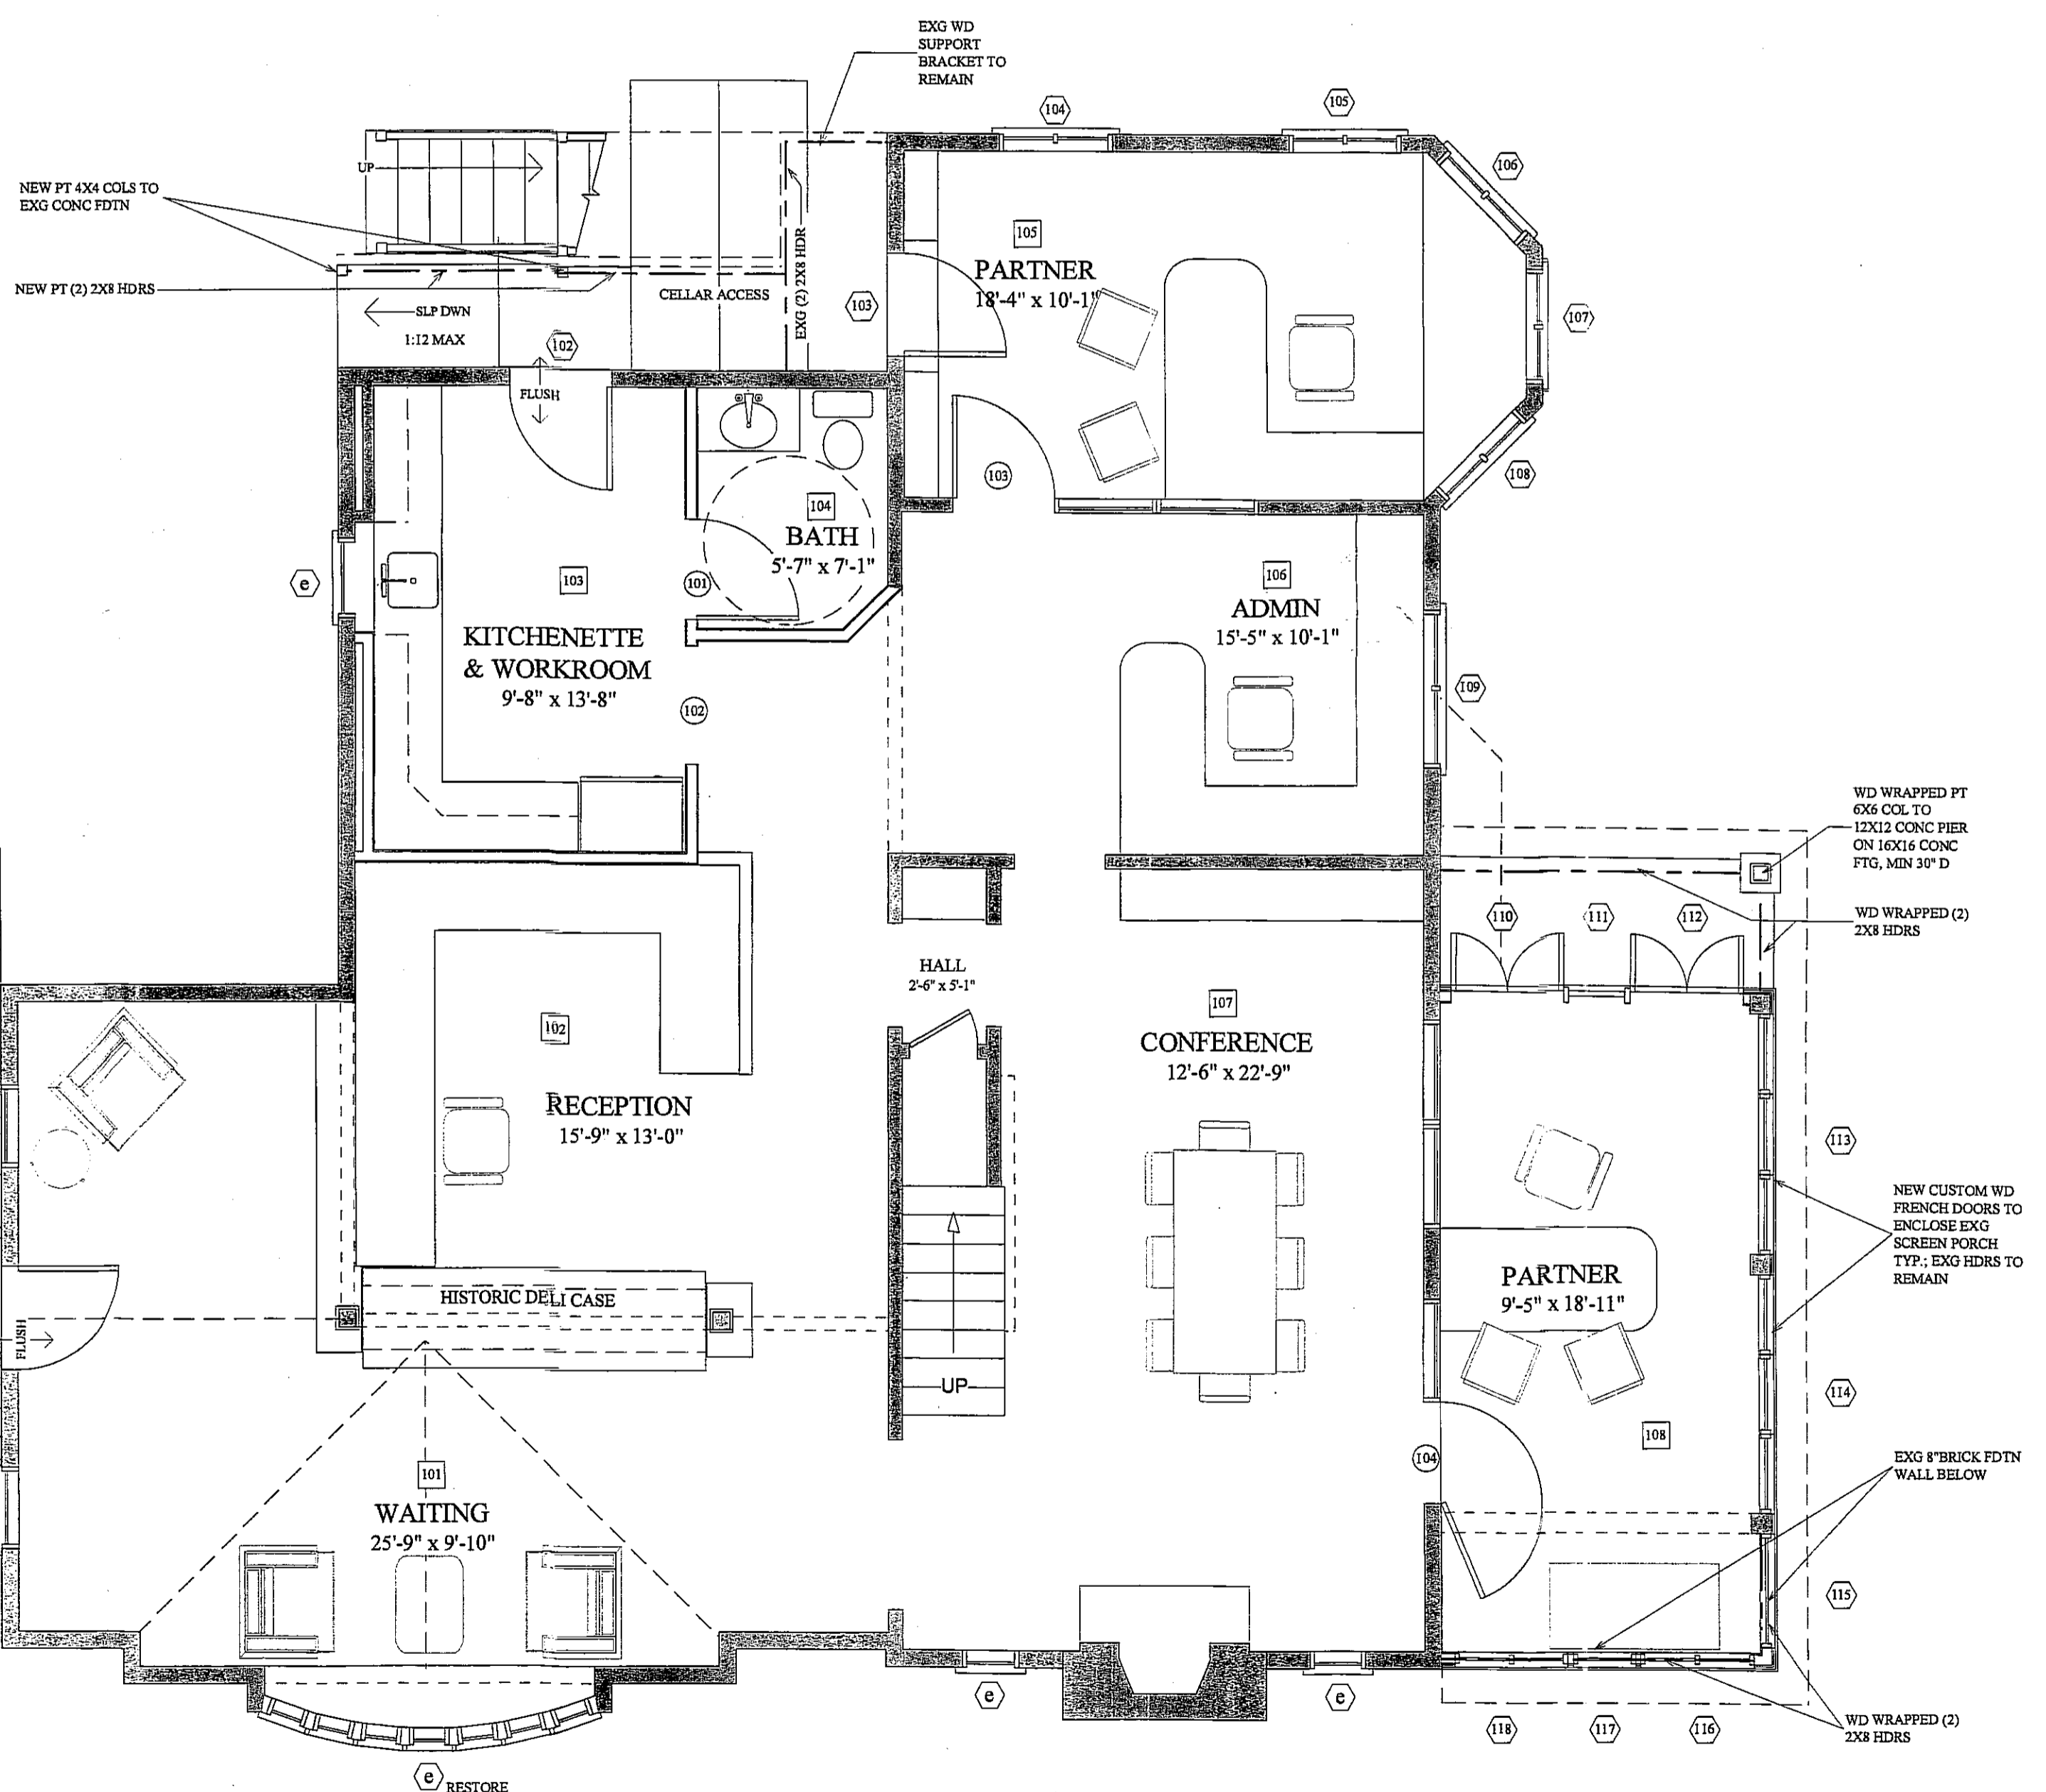 EXG WD
SUPPORT
BRACKET TO
REMAIN
104
105
106
107
108
UP
NEW PT 4X4 COLS TO
EXG CONC FDTN
NEW PT (2) 2X8 HDRS
SLP DWN
1:12 MAX
CELLAR ACCESS
EXG (2) 2X8 HDR
102
103
FLUSH
105
PARTNER
18'-4" x 10'-1"
103
104
BATH
5'-7" x 7'-1"
101
e
103
KITCHENETTE
& WORKROOM
9'-8" x 13'-8"
102
106
ADMIN
15'-5" x 10'-1"
109
WD WRAPPED PT
6X6 COL TO
12X12 CONC PIER
ON 16X16 CONC
FTG, MIN 30" D
WD WRAPPED (2)
2X8 HDRS
110
111
112
HALL
2'-6" x 5'-1"
107
CONFERENCE
12'-6" x 22'-9"
102
RECEPTION
15'-9" x 13'-0"
113
NEW CUSTOM WD
FRENCH DOORS TO
ENCLOSE EXG
SCREEN PORCH
TYP.; EXG HDRS TO
REMAIN
PARTNER
9'-5" x 18'-11"
HISTORIC DELI CASE
FLUSH
UP
114
108
104
EXG 8"BRICK FDTN
WALL BELOW
101
WAITING
25'-9" x 9'-10"
115
e
e
118
117
116
WD WRAPPED (2)
2X8 HDRS
e
RESTORE